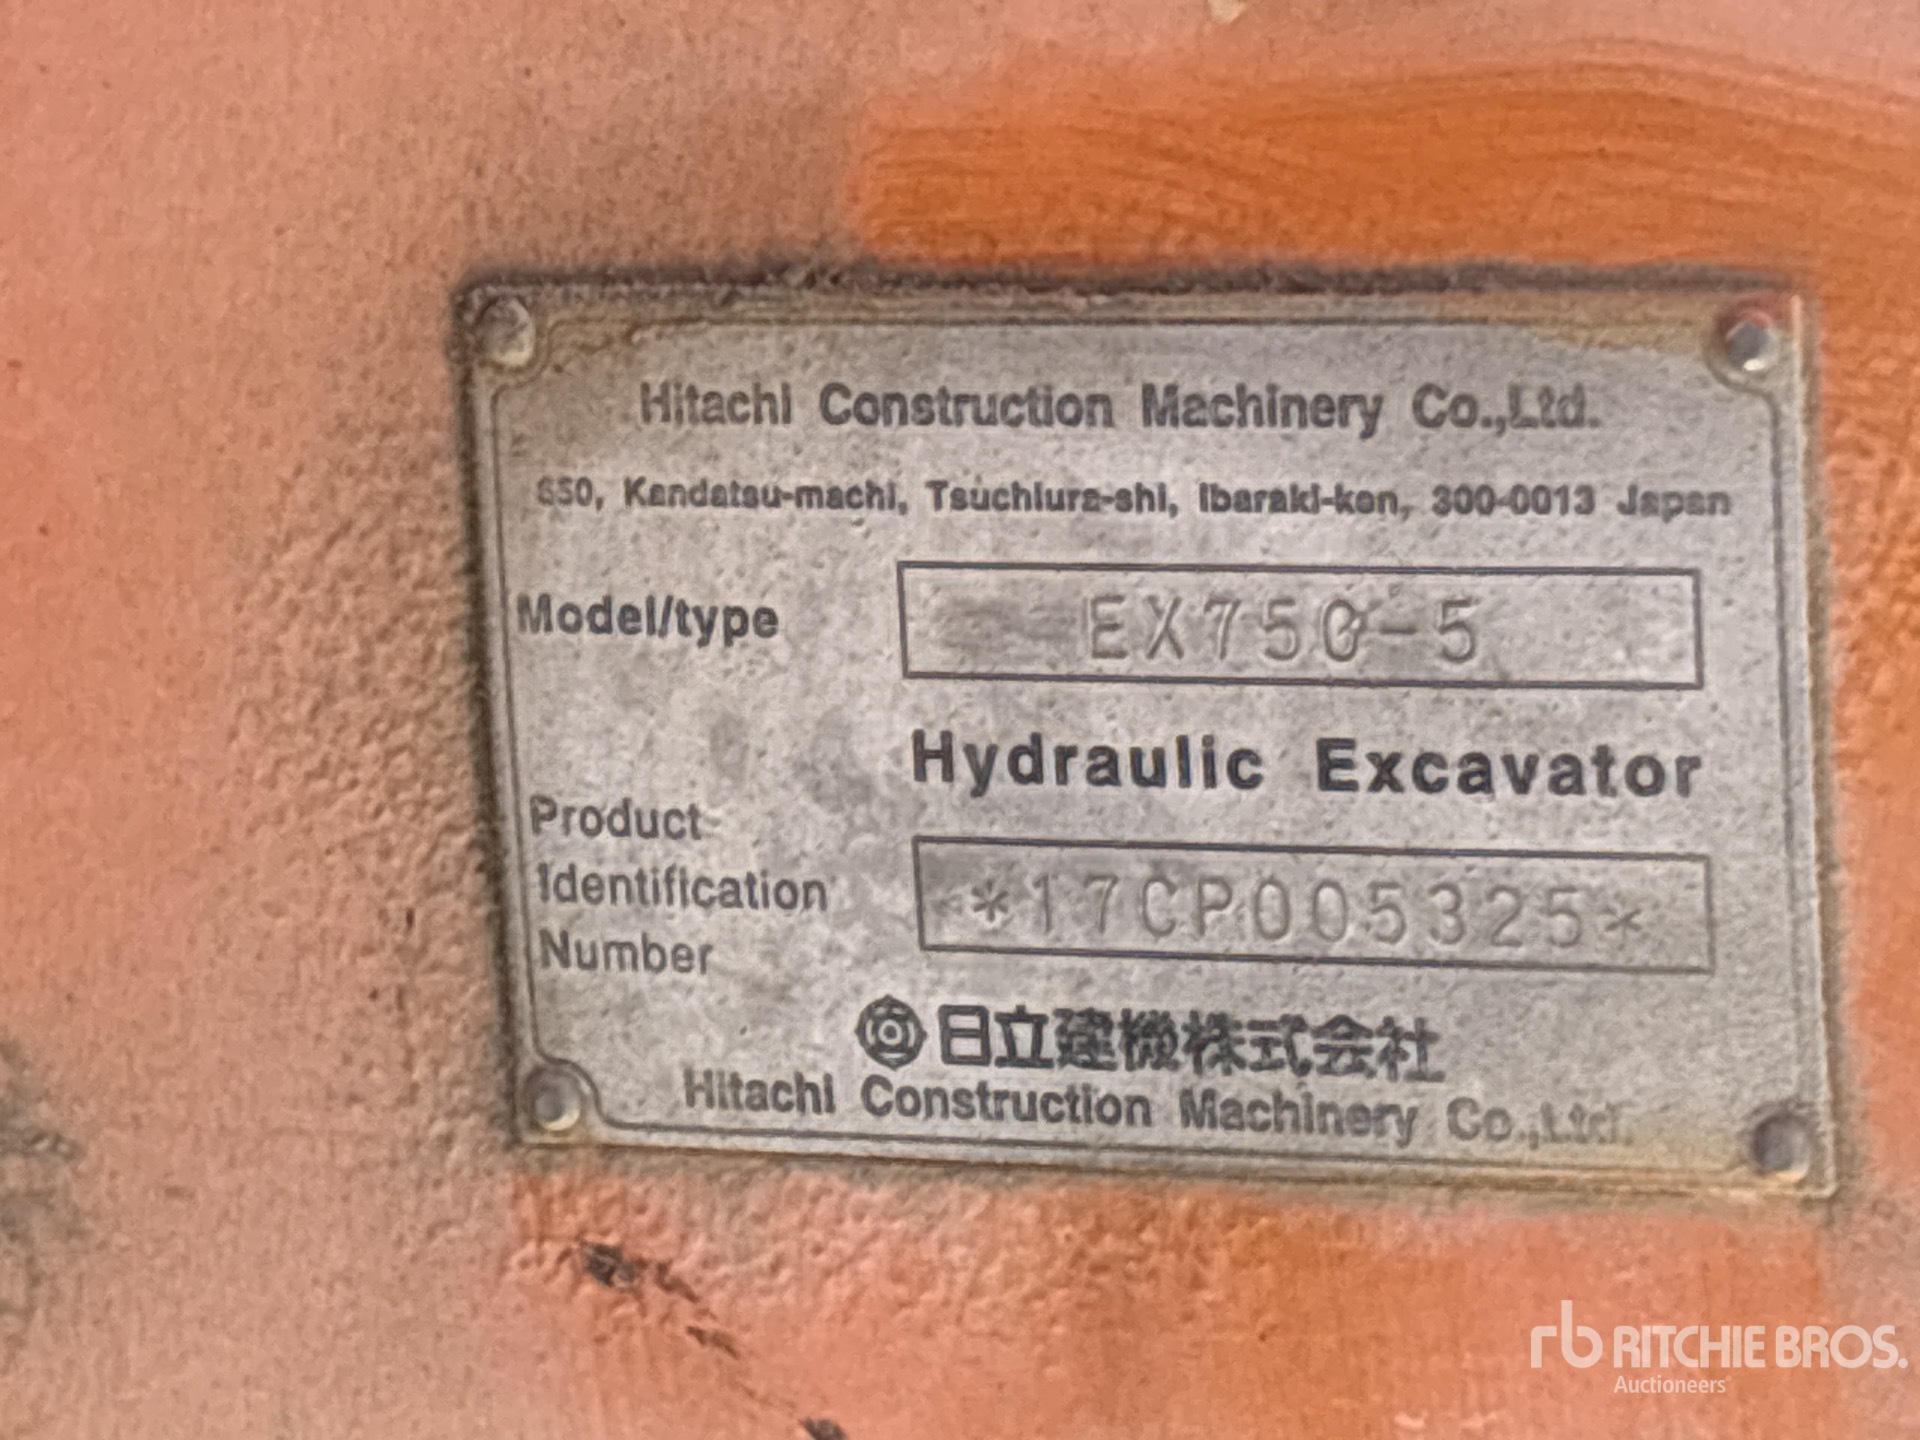 Hitachi Construction Machinery Co.,Ltd.
650, Kandatsu-machi, Tsuchiura-shi, Ibaraki-ken, 300-0013 Japan
Model/type
EX750-5
Hydraulic Excavator
Product
Identification
Number
*17CP005325*
日立建機株式会社
Hitachi Construction Machinery Co.,Ltd.
rb RITCHIE BROS.
Auctioneers